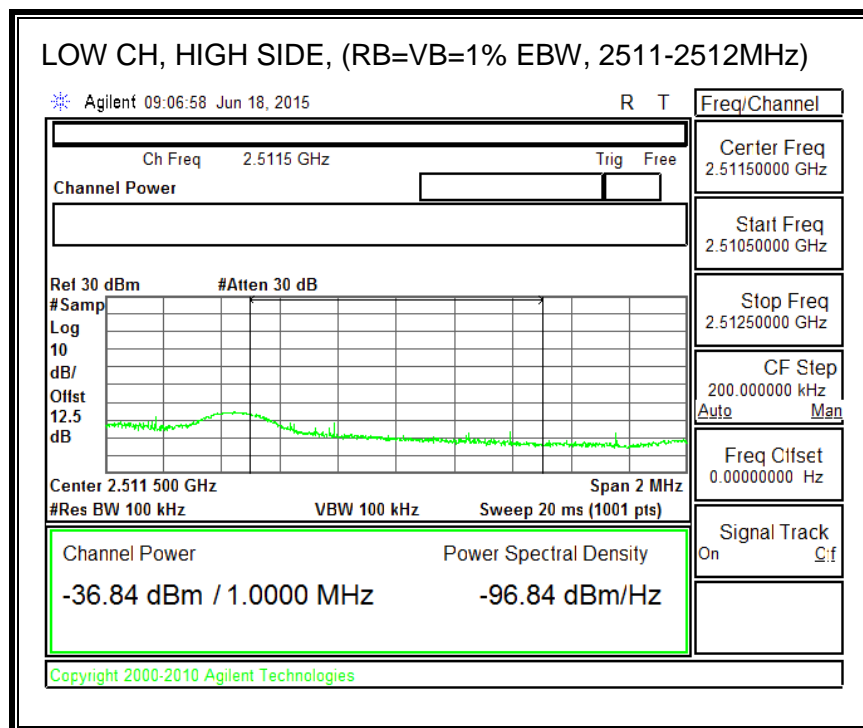 LOW CH, HIGH SIDE, (RB=VB=1% EBW, 2511-2512MHz)
Agilent 09:06:58 Jun 18, 2015 R T
Freq/Channel
Ch Freq 2.5115 GHz Trig Free
Channel Power
Center Freq
2.51150000 GHz
Start Freq
2.51050000 GHz
Stop Freq
2.51250000 GHz
CF Step
200.000000 kHz
Auto Man
Freq Offset
0.00000000 Hz
Signal Track
On Off
Ref 30 dBm #Atten 30 dB
#Samp
Log
10
dB/
Offst
12.5
dB
Center 2.511 500 GHz Span 2 MHz
#Res BW 100 kHz VBW 100 kHz Sweep 20 ms (1001 pts)
Channel Power Power Spectral Density
-36.84 dBm / 1.0000 MHz -96.84 dBm/Hz
Copyright 2000-2010 Agilent Technologies